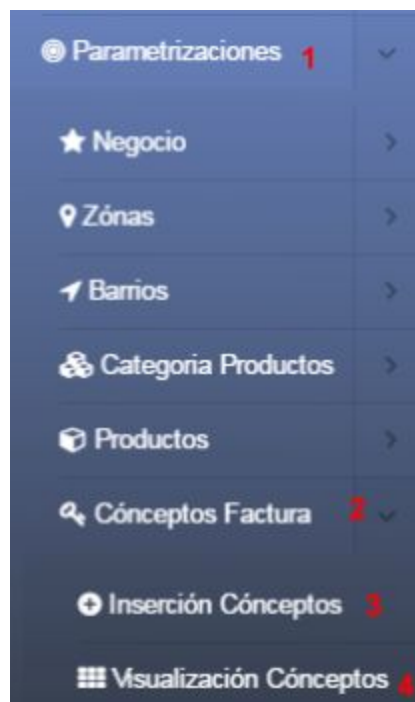 Parametrizaciones 1
Negocio
Zónas
Barrios
Categoria Productos
Productos
Cónceptos Factura 2
Inserción Cónceptos 3
Visualización Cónceptos 4